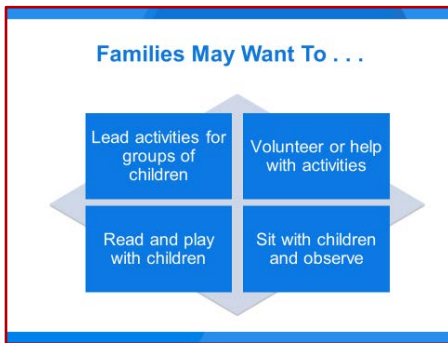 Families May Want To . . .
Lead activities for
groups of
children
Volunteer or help
with activities
Read and play
with children
Sit with children
and observe